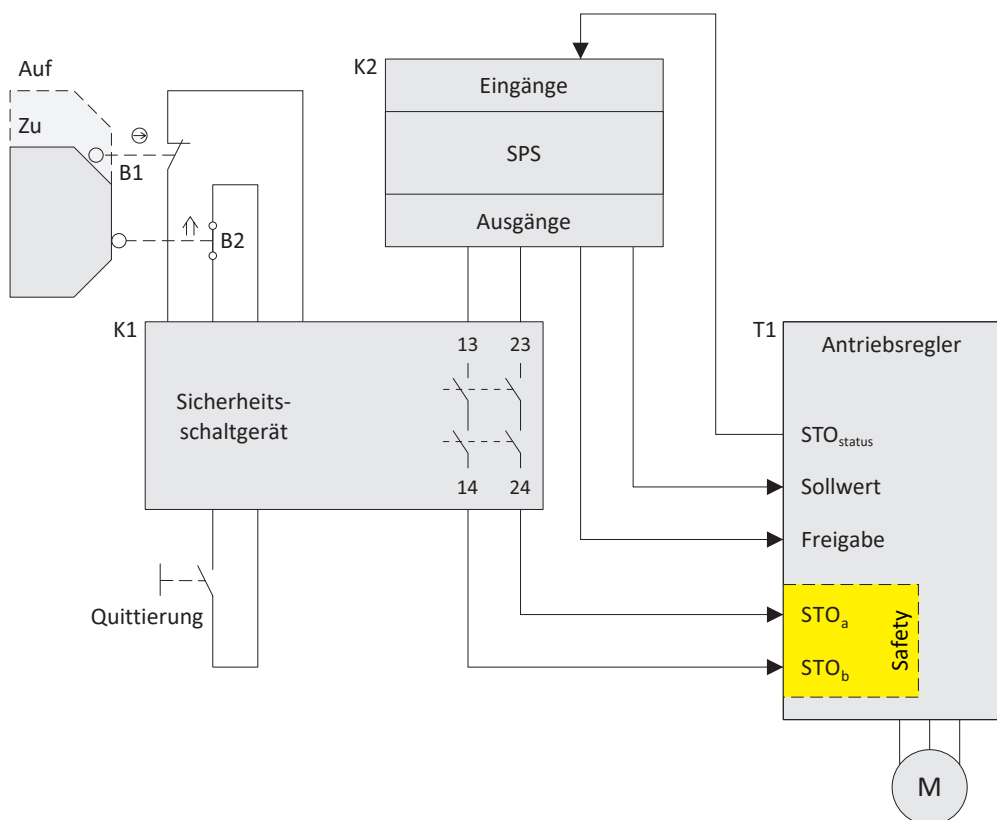 Auf
Zu
B1
B2
K2
Eingänge
SPS
Ausgänge
K1
Sicherheits-
schaltgerät
13 23
14 24
Quittierung
T1
Antriebsregler
STOstatus
Sollwert
Freigabe
STOa
STOb
Safety
M